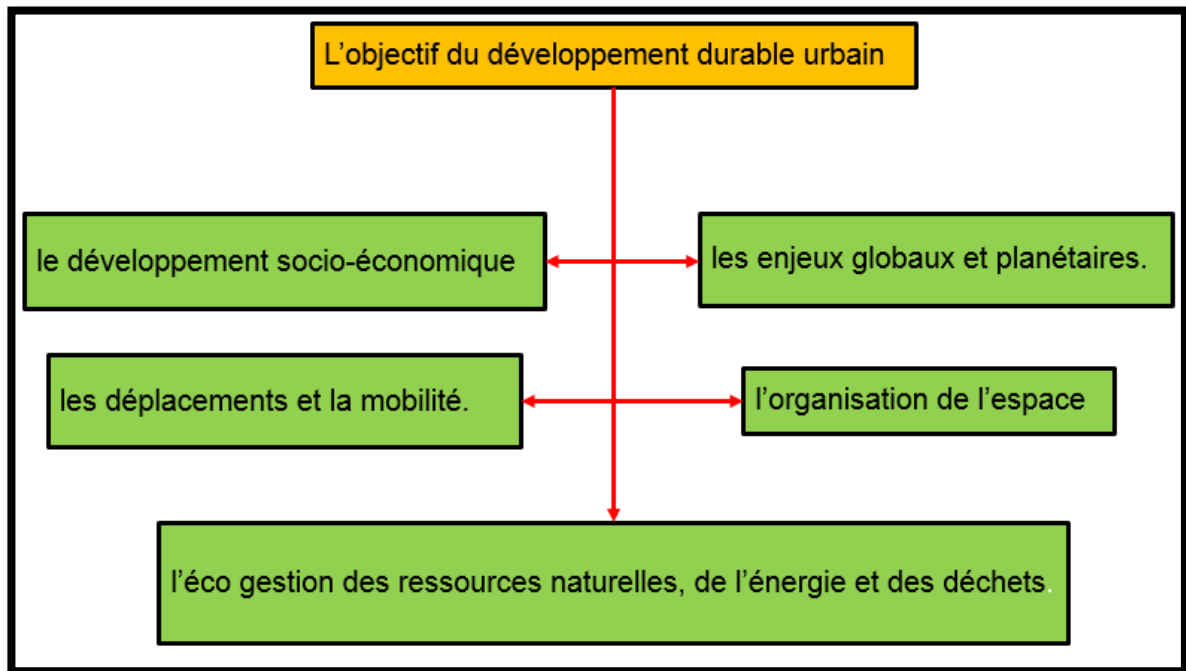 L’objectif du développement durable urbain
le développement socio-économique
les enjeux globaux et planétaires.
les déplacements et la mobilité.
l’organisation de l’espace
l’éco gestion des ressources naturelles, de l’énergie et des déchets.